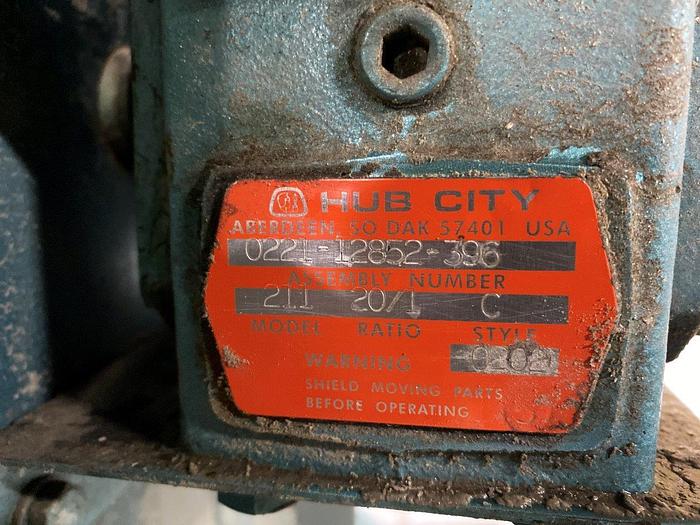 HUB CITY
ABERDEEN, SO DAK 57401 USA
0221-12852-396
ASSEMBLY NUMBER
211 20/1 C
MODEL RATIO STYLE
WARNING 0202
SHIELD MOVING PARTS
BEFORE OPERATING